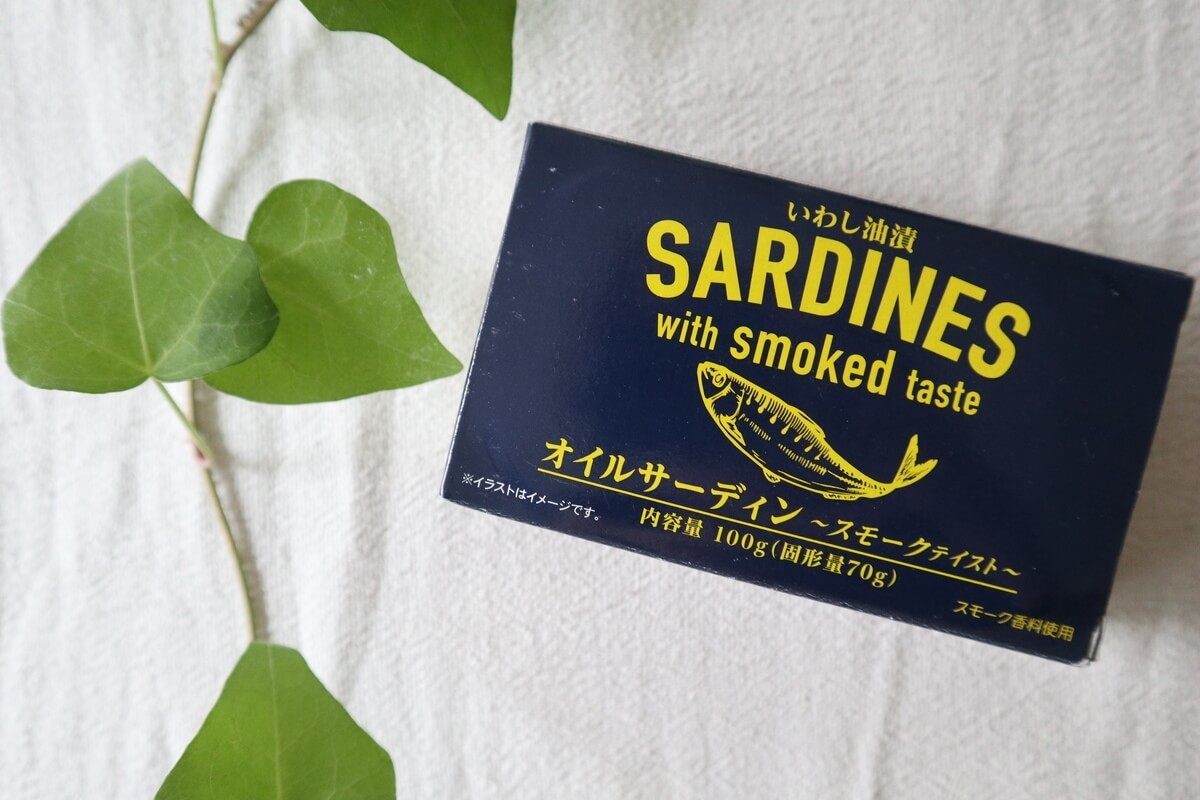 いわし油漬
SARDINES
with smoked taste
オイルサーディン ~スモークテイスト~
※イラストはイメージです。
内容量 100g(固形量70g)
スモーク香料使用